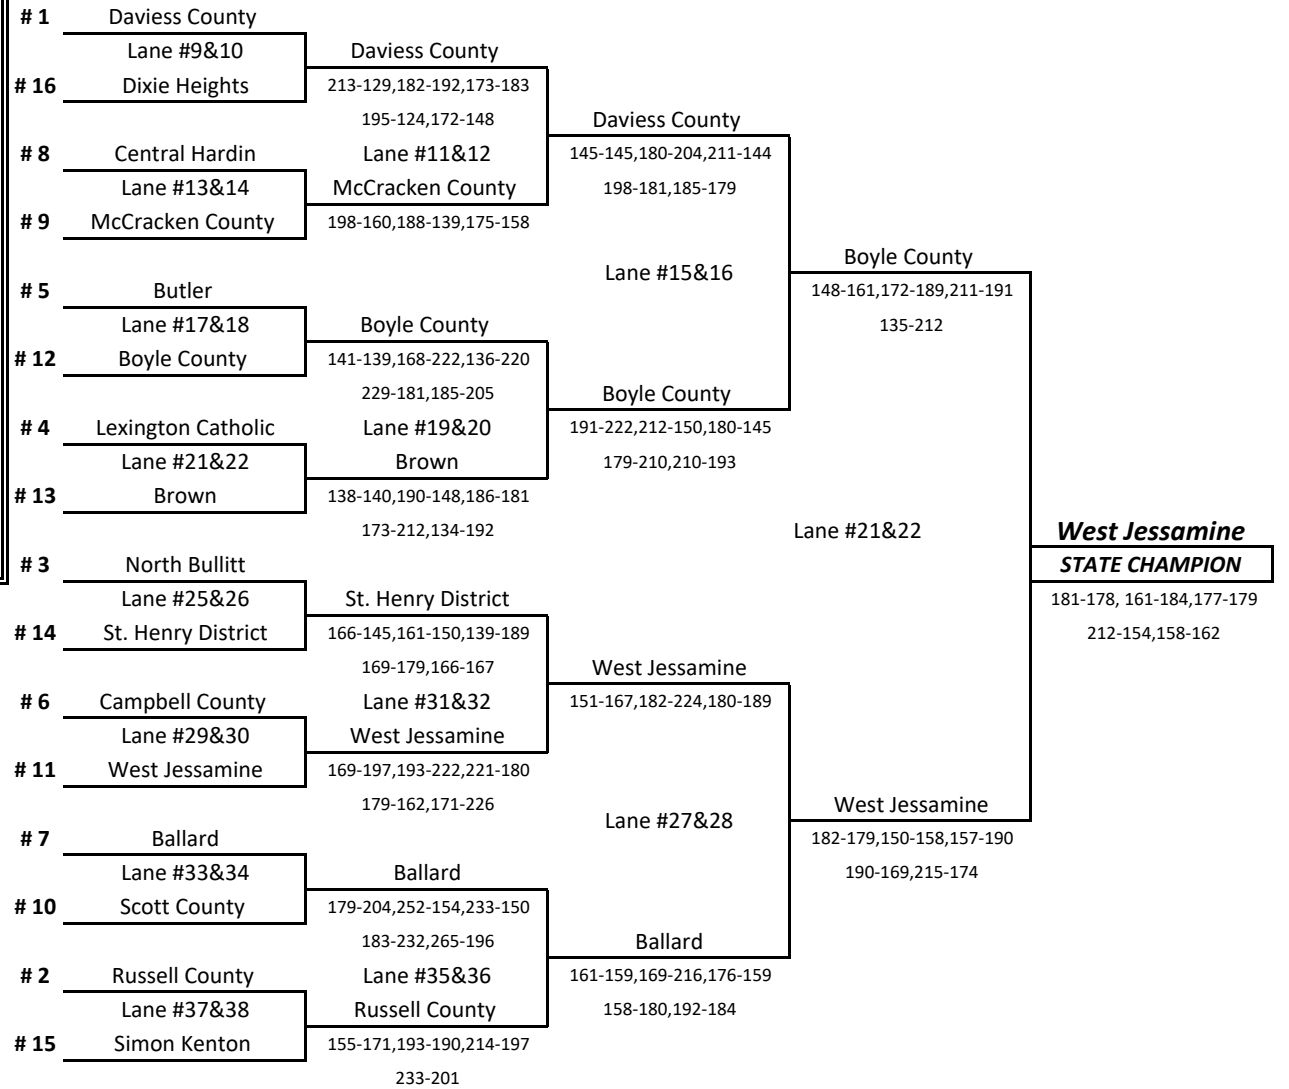 # 1 Daviess County
Lane #9&10 Daviess County
# 16 Dixie Heights 213-129,182-192,173-183
195-124,172-148 Daviess County
# 8 Central Hardin Lane #11&12 145-145,180-204,211-144
Lane #13&14 McCracken County 198-181,185-179
# 9 McCracken County 198-160,188-139,175-158
Lane #15&16 Boyle County
# 5 Butler 148-161,172-189,211-191
Lane #17&18 Boyle County 135-212
# 12 Boyle County 141-139,168-222,136-220
229-181,185-205 Boyle County
# 4 Lexington Catholic Lane #19&20 191-222,212-150,180-145
Lane #21&22 Brown 179-210,210-193
# 13 Brown 138-140,190-148,186-181
173-212,134-192 Lane #21&22 West Jessamine
# 3 North Bullitt STATE CHAMPION
Lane #25&26 St. Henry District 181-178, 161-184,177-179
# 14 St. Henry District 166-145,161-150,139-189 212-154,158-162
169-179,166-167 West Jessamine
# 6 Campbell County Lane #31&32 151-167,182-224,180-189
Lane #29&30 West Jessamine
# 11 West Jessamine 169-197,193-222,221-180
179-162,171-226 Lane #27&28 West Jessamine
# 7 Ballard 182-179,150-158,157-190
Lane #33&34 Ballard 190-169,215-174
# 10 Scott County 179-204,252-154,233-150
183-232,265-196 Ballard
# 2 Russell County Lane #35&36 161-159,169-216,176-159
Lane #37&38 Russell County 158-180,192-184
# 15 Simon Kenton 155-171,193-190,214-197
233-201